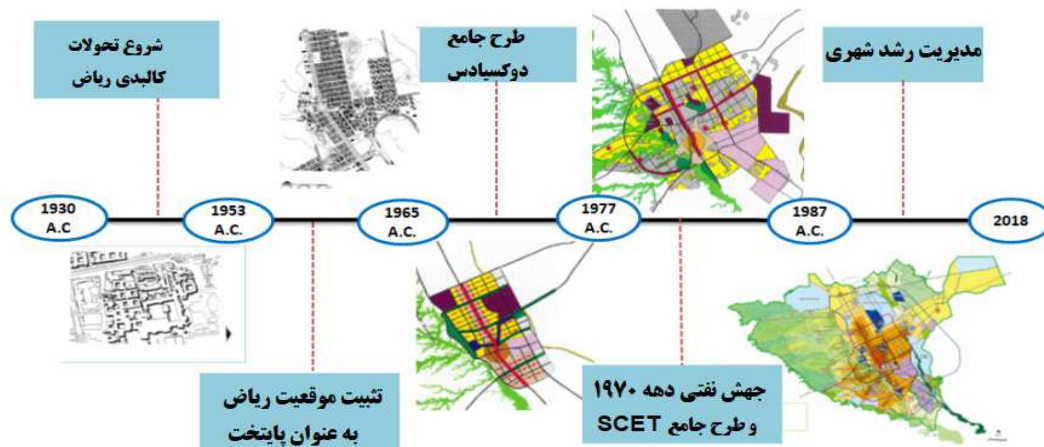 شروع تحولات
کالبدی ریاض
طرح جامع
دوکسیادس
مدیریت رشد شهری
1930
A.C
1953
A.C.
1965
A.C.
1977
A.C.
1987
A.C.
2018
تثبیت موقعیت ریاض
به عنوان پایتخت
جهش نفتی دهه ۱۹۷۰
و طرح جامع SCET